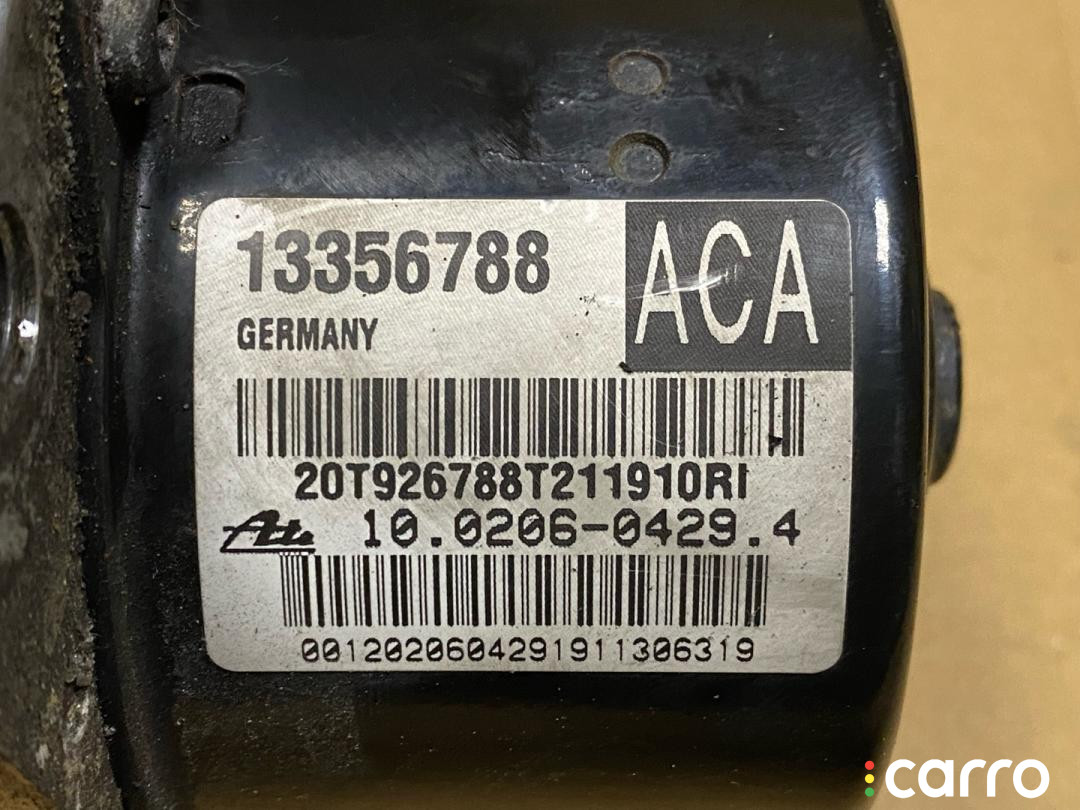 13356788
ACA
GERMANY
20T926788T211910RI
Ate 10.0206-0429.4
0012020604291911306319
carro